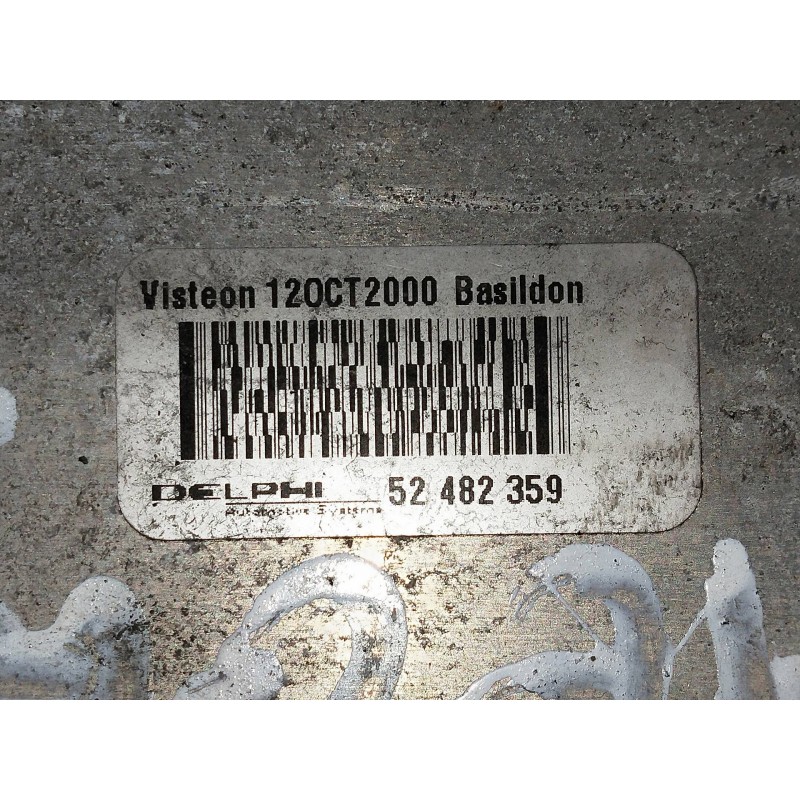 Visteon 12OCT2000 Basildon
DELPHI 52 482 359
Automotive Systems